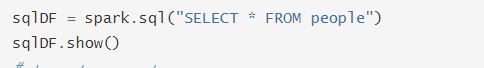 sqlDF = spark.sql("SELECT * FROM people")
sqlDF.show()